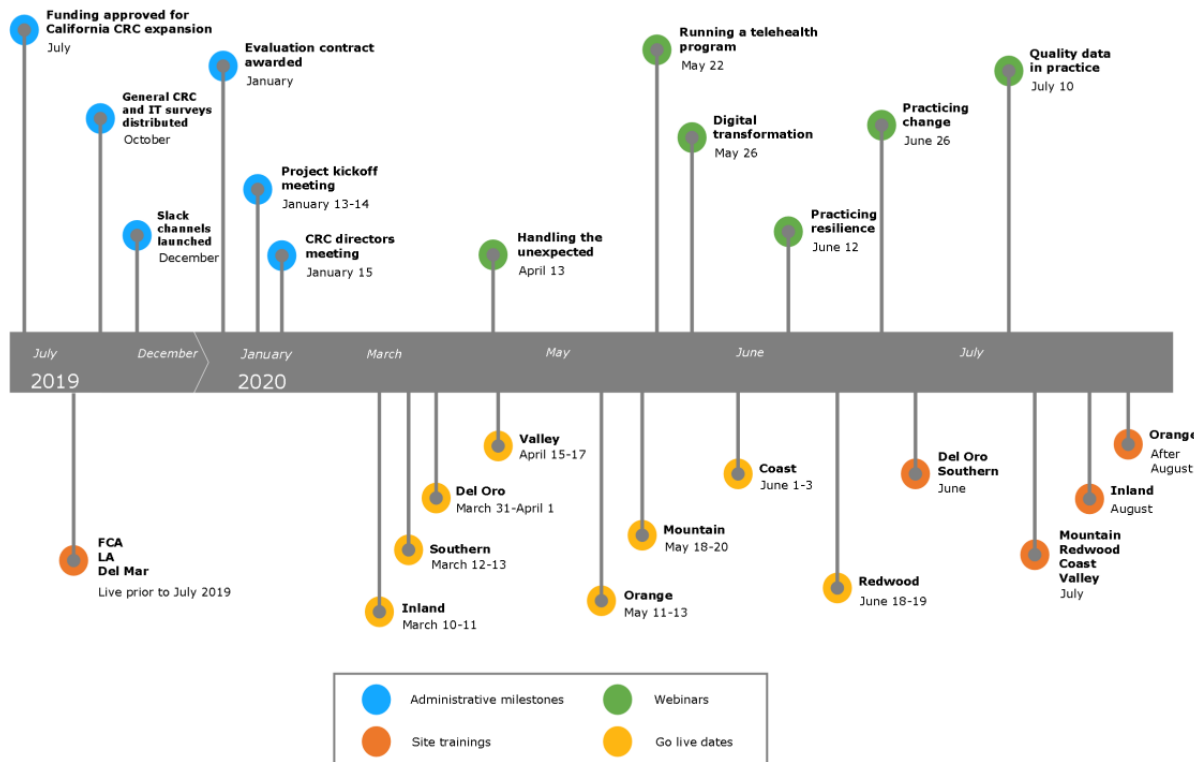 Funding approved for
California CRC expansion
July
Evaluation contract
awarded
January
General CRC
and IT surveys
distributed
October
Project kickoff
meeting
January 13-14
Slack
channels
launched
December
CRC directors
meeting
January 15
Handling the
unexpected
April 13
Running a telehealth
program
May 22
Digital
transformation
May 26
Practicing
resilience
June 12
Practicing
change
June 26
Quality data
in practice
July 10
July
December
January
March
May
June
July
2019
2020
FCA
LA
Del Mar
Live prior to July 2019
Inland
March 10-11
Southern
March 12-13
Del Oro
March 31-April 1
Valley
April 15-17
Orange
May 11-13
Mountain
May 18-20
Coast
June 1-3
Redwood
June 18-19
Del Oro
Southern
June
Mountain
Redwood
Coast
Valley
July
Inland
August
Orange
After
August
Administrative milestones
Webinars
Site trainings
Go live dates